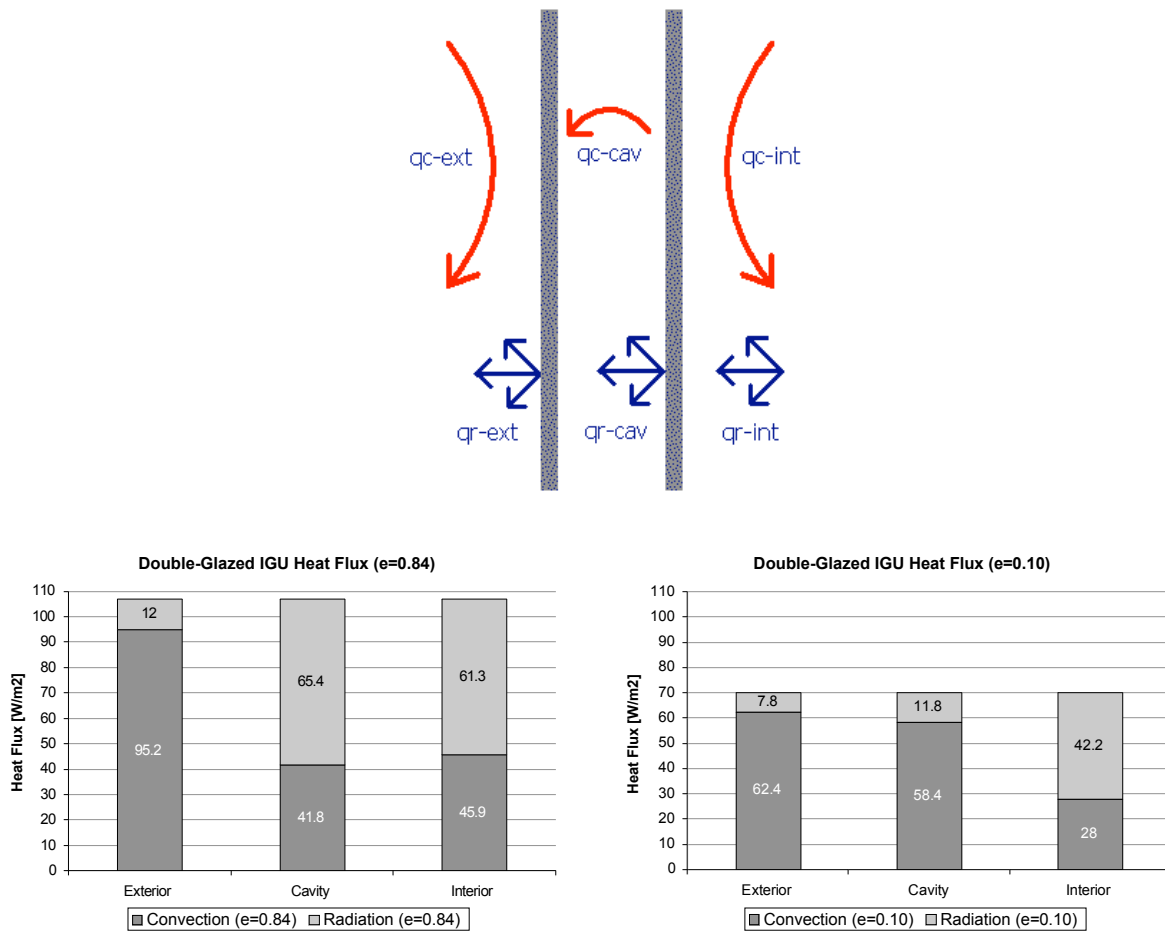 qc-ext
qc-cav
qc-int
qr-ext
qr-cav
qr-int
Double-Glazed IGU Heat Flux (e=0.84)
Heat Flux [W/m2]
110
100
90
80
70
60
50
40
30
20
10
0
12
95.2
65.4
41.8
61.3
45.9
Exterior
Cavity
Interior
Convection (e=0.84)
Radiation (e=0.84)
Double-Glazed IGU Heat Flux (e=0.10)
Heat Flux [W/m2]
110
100
90
80
70
60
50
40
30
20
10
0
7.8
62.4
11.8
58.4
42.2
28
Exterior
Cavity
Interior
Convection (e=0.10)
Radiation (e=0.10)